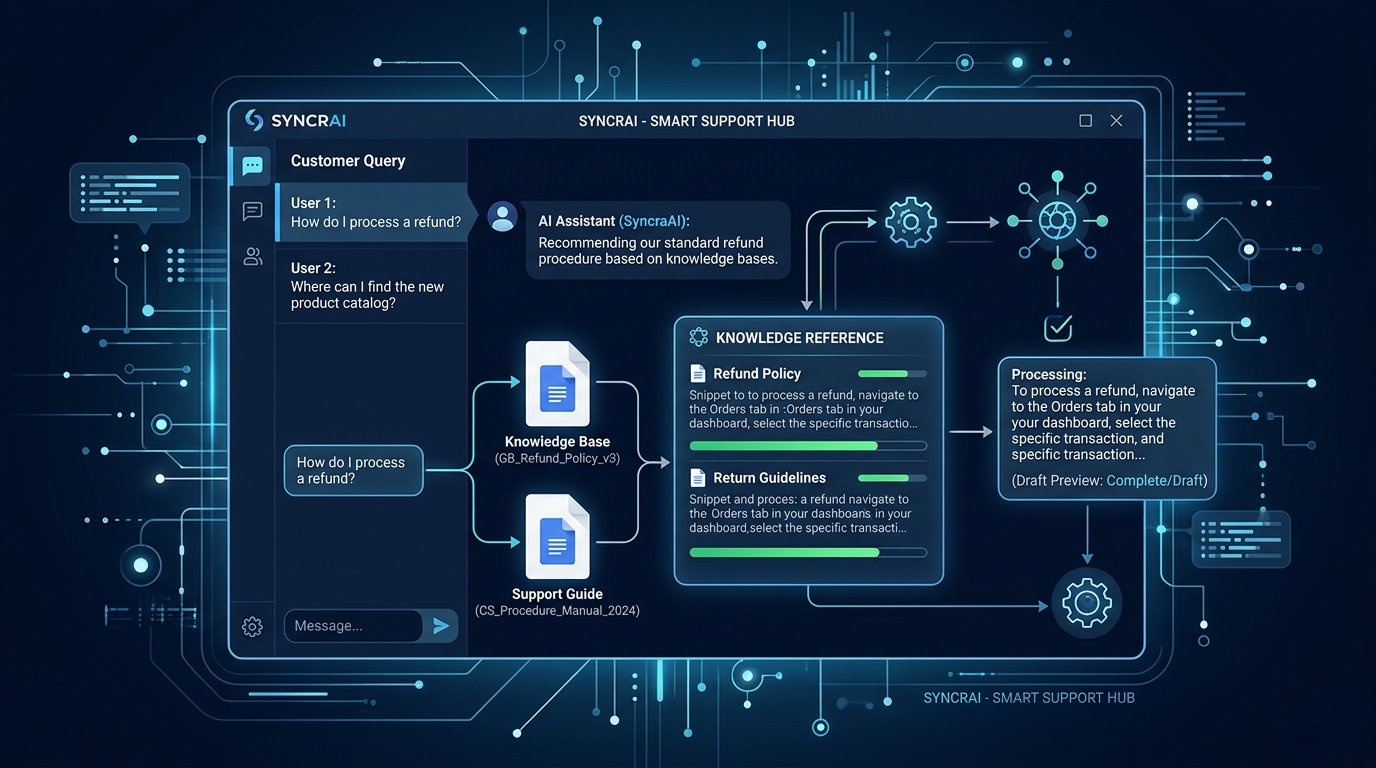 SYNCRAI
SYNCRAI - SMART SUPPORT HUB
Customer Query
User 1:
How do I process a refund?
User 2:
Where can I find the new
product catalog?
AI Assistant (SyncraAI):
Recommending our standard refund
procedure based on knowledge bases.
How do I process
a refund?
Knowledge Base
(GB_Refund_Policy_v3)
Support Guide
(CS_Procedure_Manual_2024)
KNOWLEDGE REFERENCE
Refund Policy
Snippet to to process a refund, navigate to
the Orders tab in :Orders tab in your
dashboard, select the specific transactio...
Return Guidelines
Snippet and proces: a refund navigate to
the Orders tab in your dashboans in your
dashboard,select the specific transacti...
Processing:
To process a refund, navigate
to the Orders tab in your
your dashboard, select the
specific transaction, and
specific transaction...
(Draft Preview: Complete/Draft)
Message...
SYNCRAI - SMART SUPPORT HUB